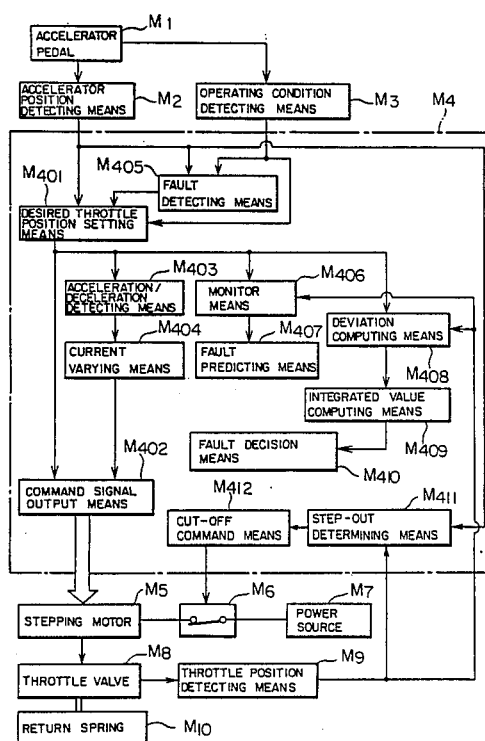 ACCELERATOR
PEDAL
M1
ACCELERATOR
POSITION
DETECTING MEANS
M2
OPERATING CONDITION
DETECTING MEANS
M3
M4
M405
FAULT
DETECTING MEANS
M401
DESIRED THROTTLE
POSITION SETTING
MEANS
M403
ACCELERATION/
DECELERATION
DETECTING MEANS
M406
MONITOR
MEANS
M404
CURRENT
VARYING MEANS
M407
FAULT
PREDICTING MEANS
DEVIATION
COMPUTING MEANS
M408
INTEGRATED VALUE
COMPUTING MEANS
M409
FAULT DECISION
MEANS
M410
M402
COMMAND SIGNAL
OUTPUT MEANS
M412
CUT-OFF
COMMAND MEANS
M411
STEP-OUT
DETERMINING MEANS
M5
STEPPING MOTOR
M6
M7
POWER
SOURCE
M8
THROTTLE VALVE
M9
THROTTLE POSITION
DETECTING MEANS
RETURN SPRING
M10